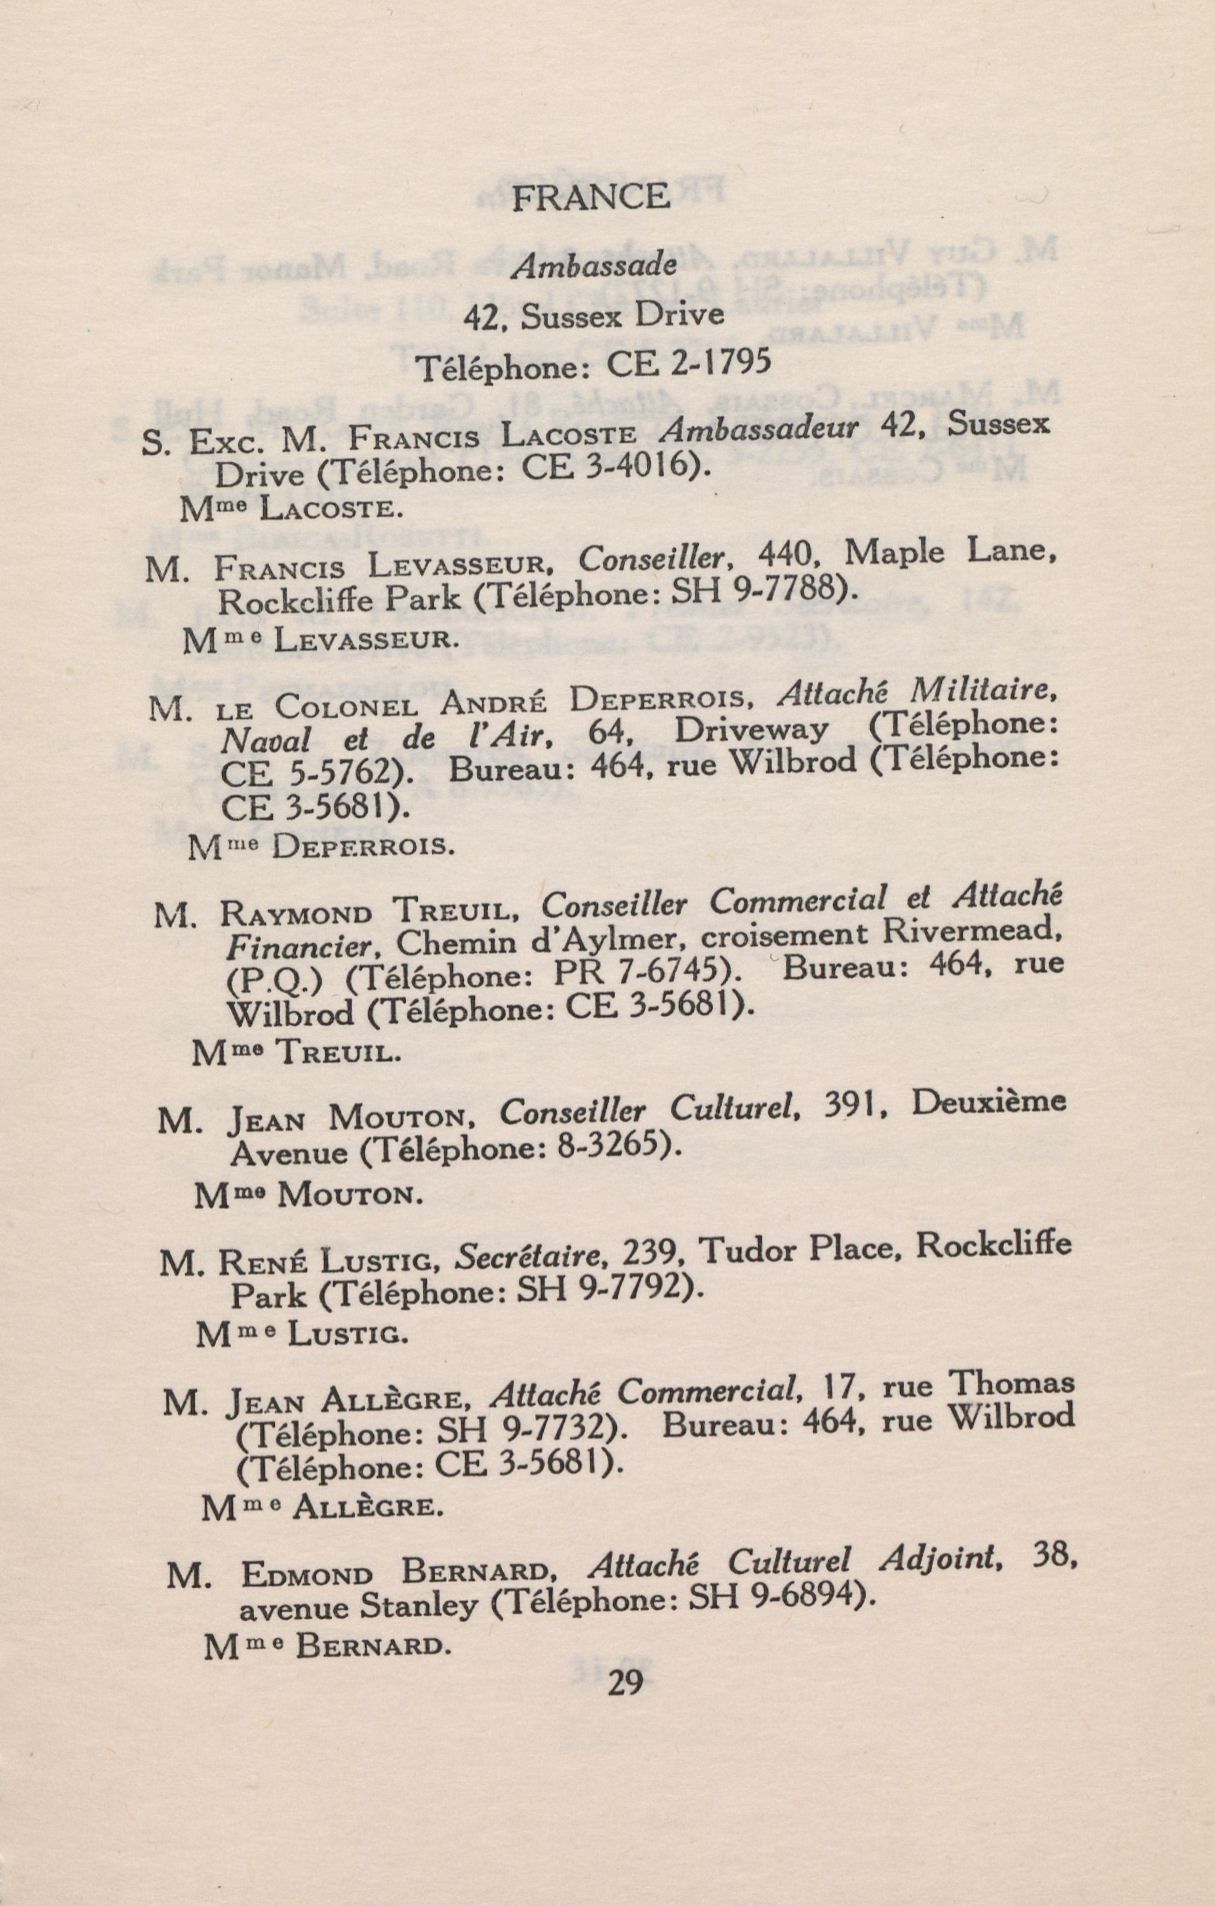 FRANCE
Ambassade
42, Sussex Drive
Téléphone: CE 2-1795
S. Exc. M. FRANCIS LACOSTE Ambassadeur 42, Sussex
Drive (Téléphone: CE 3-4016).
Mme LACOSTE.
M. FRANCIS LEVASSEUR, Conseiller, 440, Maple Lane,
Rockcliffe Park (Téléphone: SH 9-7788).
Mme LEVASSEUR.
M. LE COLONEL ANDRÉ DEPERROIS, Attaché Militaire,
Naval et de l'Air, 64, Driveway (Téléphone:
CE 5-5762). Bureau: 464, rue Wilbrod (Téléphone:
CE 3-5681).
Mme DEPERROIS.
M. RAYMOND TREUIL, Conseiller Commercial et Attaché
Financier, Chemin d'Aylmer, croisement Rivermead,
(P.Q.) (Téléphone: PR 7-6745). Bureau: 464, rue
Wilbrod (Téléphone: CE 3-5681).
Mme TREUIL.
M. JEAN MOUTON, Conseiller Culturel, 391, Deuxième
Avenue (Téléphone: 8-3265).
Mme MOUTON.
M. RENÉ LUSTIG, Secrétaire, 239, Tudor Place, Rockcliffe
Park (Téléphone: SH 9-7792).
Mme LUSTIG.
M. JEAN ALLÈGRE, Attaché Commercial, 17, rue Thomas
(Téléphone: SH 9-7732). Bureau: 464, rue Wilbrod
(Téléphone: CE 3-5681).
Mme ALLÈGRE.
M. EDMOND BERNARD, Attaché Culturel Adjoint, 38,
avenue Stanley (Téléphone: SH 9-6894).
Mme BERNARD.
29